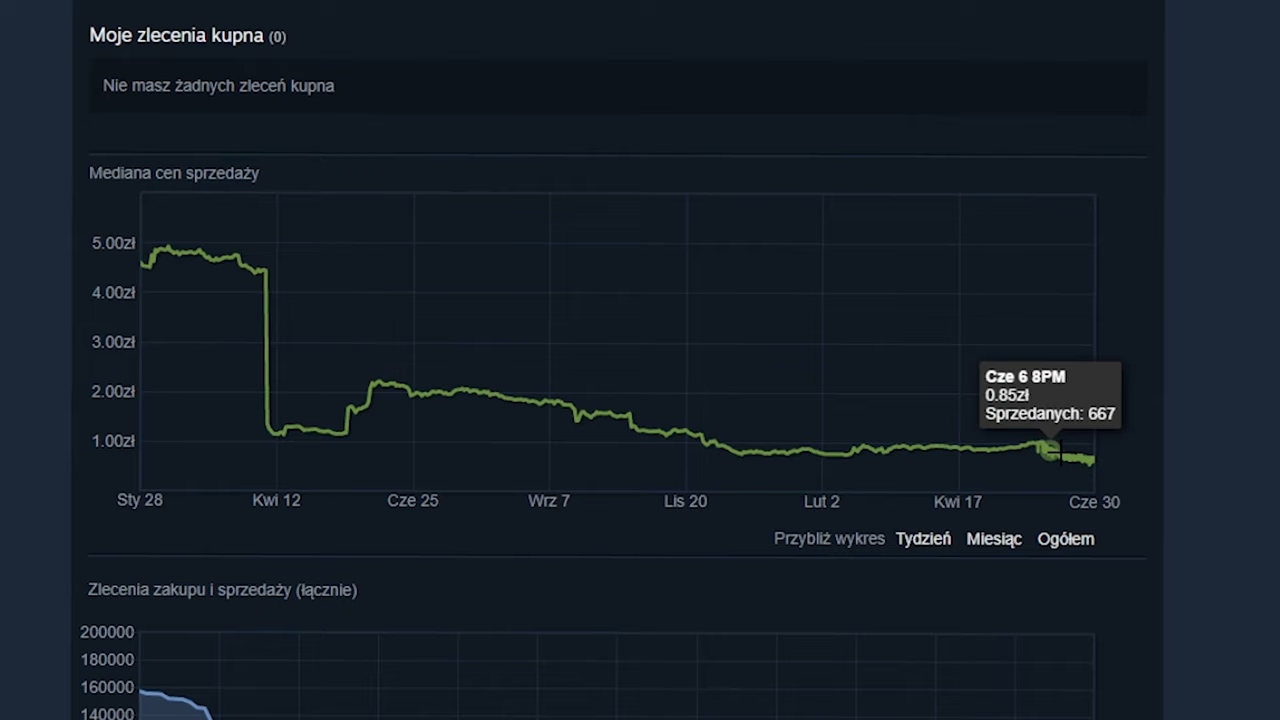 Moje zlecenia kupna (0)
Nie masz żadnych zleceń kupna
Mediana cen sprzedaży
5.00zł
4.00zł
3.00zł
2.00zł
1.00zł
Cze 6 8PM
0.85zł
Sprzedanych: 667
Sty 28 Kwi 12 Cze 25 Wrz 7 Lis 20 Lut 2 Kwi 17 Cze 30
Przybliż wykres Tydzień Miesiąc Ogółem
Zlecenia zakupu i sprzedaży (łącznie)
200000
180000
160000
140000